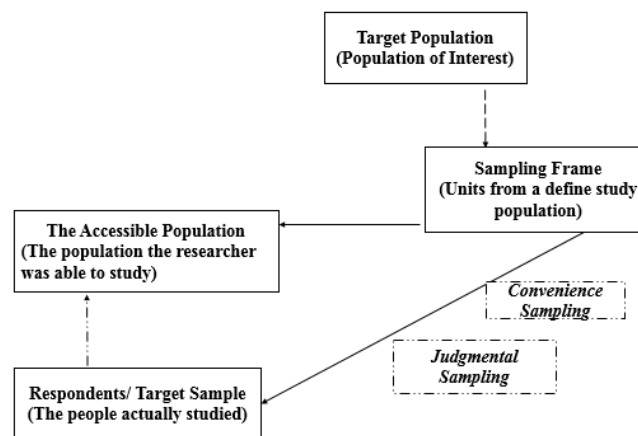 Target Population
(Population of Interest)
Sampling Frame
(Units from a define study
population)
The Accessible Population
(The population the researcher
was able to study)
Convenience
Sampling
Judgmental
Sampling
Respondents/ Target Sample
(The people actually studied)